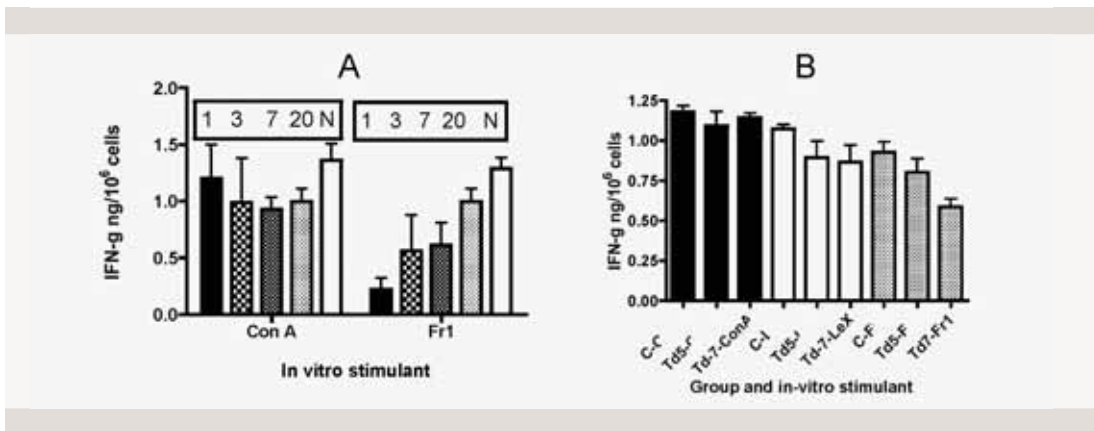 A
B
IFN-g ng/10⁶ cells
2.0
1.5
1.0
0.5
0.0
1 3 7 20 N
1 3 7 20 N
Con A
Fr1
In vitro stimulant
IFN-g ng/10⁶ cells
1.25
1.00
0.75
0.50
0.25
0.00
Td-7-ConA
Td-7-LeX
C-F
Td5-F
Td7-Fr1
Group and in-vitro stimulant